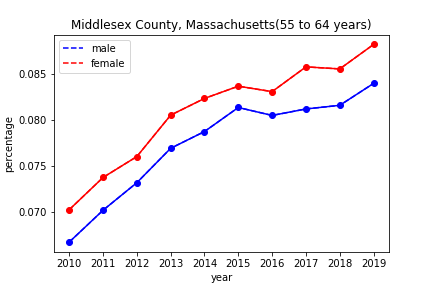 Middlesex County, Massachusetts(55 to 64 years)
male
female
percentage
0.085
0.080
0.075
0.070
2010 2011 2012 2013 2014 2015 2016 2017 2018 2019
year